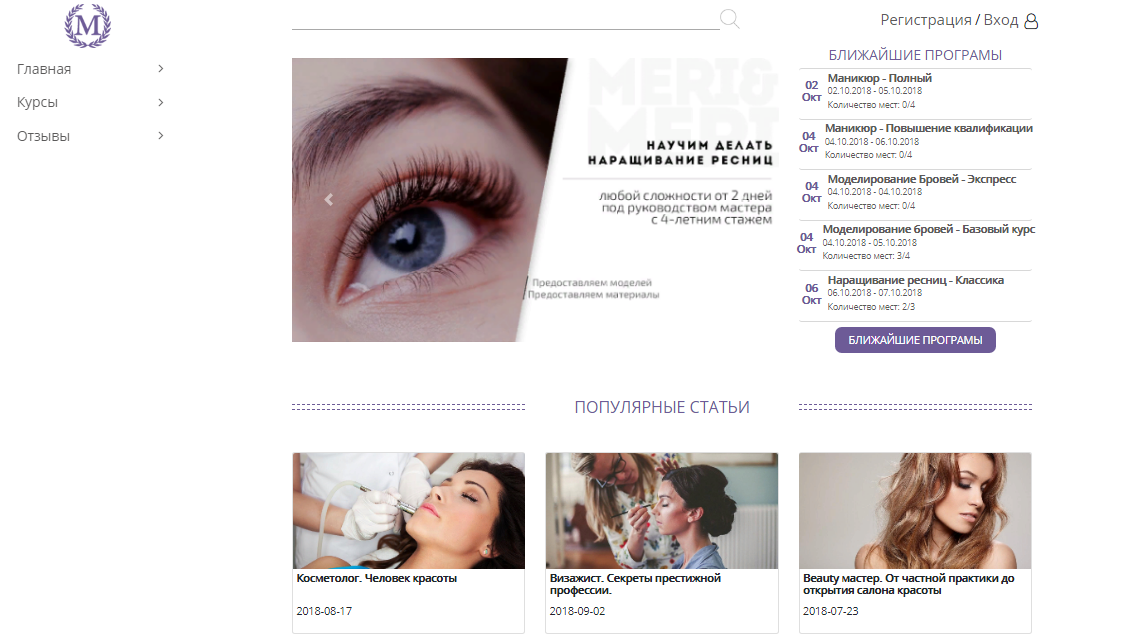 M
Регистрация / Вход
Главная
Курсы
Отзывы
MERI&
MERI
НАУЧИМ ДЕЛАТЬ
НАРАЩИВАНИЕ РЕСНИЦ
любой сложности от 2 дней
под руководством мастера
с 4-летним стажем
Предоставляем моделей
Предоставляем материалы
БЛИЖАЙШИЕ ПРОГРАМЫ
02
Окт
Маникюр - Полный
02.10.2018 - 05.10.2018
Количество мест: 0/4
04
Окт
Маникюр - Повышение квалификации
04.10.2018 - 06.10.2018
Количество мест: 0/4
04
Окт
Моделирование Бровей - Экспресс
04.10.2018 - 04.10.2018
Количество мест: 0/4
04
Окт
Моделирование бровей - Базовый курс
04.10.2018 - 05.10.2018
Количество мест: 3/4
06
Окт
Наращивание ресниц - Классика
06.10.2018 - 07.10.2018
Количество мест: 2/3
БЛИЖАЙШИЕ ПРОГРАМЫ
ПОПУЛЯРНЫЕ СТАТЬИ
Косметолог. Человек красоты
2018-08-17
Визажист. Секреты престижной
профессии.
2018-09-02
Beauty мастер. От частной практики до
открытия салона красоты
2018-07-23